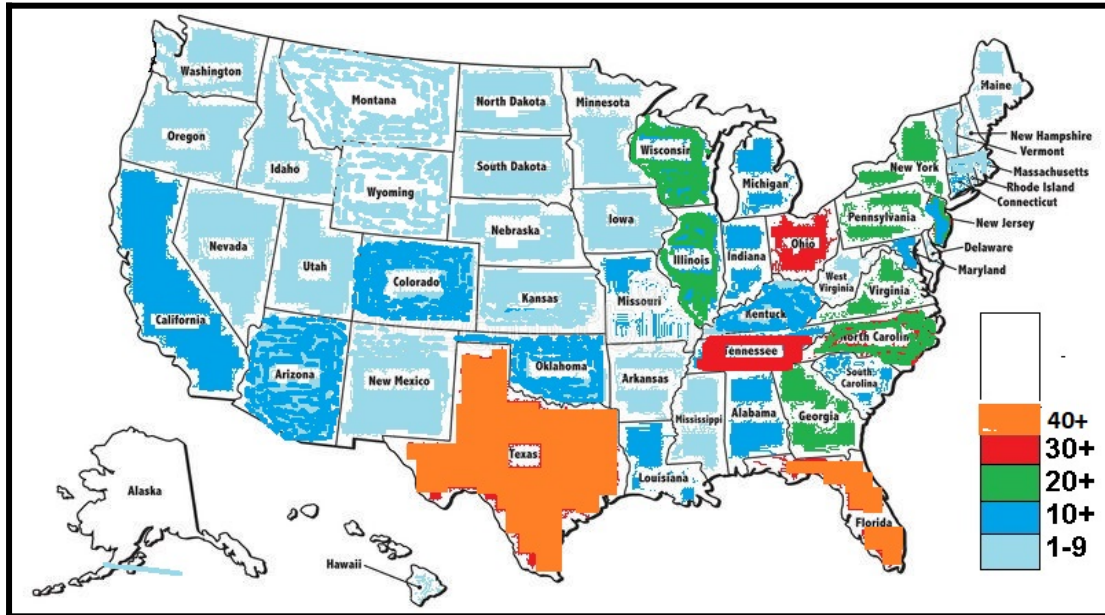 Washington
Oregon
Idaho
Montana
North Dakota
Minnesota
South Dakota
Wyoming
Nebraska
Iowa
Wisconsin
Michigan
Maine
New Hampshire
Vermont
Massachusetts
Rhode Island
Connecticut
New York
New Jersey
Pennsylvania
Delaware
Maryland
Nevada
Utah
Colorado
Kansas
Missouri
Illinois
Indiana
Ohio
West
Virginia
Virginia
Kentucky
California
Arizona
New Mexico
Oklahoma
Arkansas
Tennessee
North Carolin
South
Carolina
Mississippi
Alabama
Georgia
Texas
Louisiana
Florida
Alaska
Hawaii
-
40+
30+
20+
10+
1-9